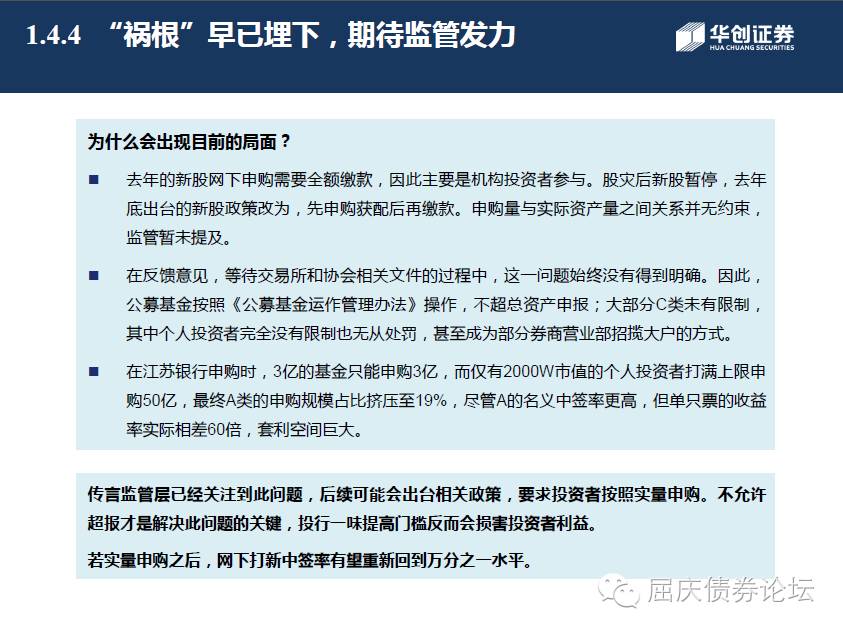 1.4.4 “祸根”早已埋下，期待监管发力
华创证券
HUA CHUANG SECURITIES
为什么会出现目前的局面？
■ 去年的新股网下申购需要全额缴款，因此主要是机构投资者参与。股灾后新股暂停，去年
底出台的新股政策改为，先申购获配后再缴款。申购量与实际资产量之间关系并无约束，
监管暂未提及。
■ 在反馈意见，等待交易所和协会相关文件的过程中，这一问题始终没有得到明确。因此，
公募基金按照《公募基金运作管理办法》操作，不超总资产申报；大部分C类未有限制，
其中个人投资者完全没有限制也无从处罚，甚至成为部分券商营业部招揽大户的方式。
■ 在江苏银行申购时，3亿的基金只能申购3亿，而仅有2000W市值的个人投资者打满上限申
购50亿，最终A类的申购规模占比挤压至19%，尽管A的名义中签率更高，但单只票的收益
率实际相差60倍，套利空间巨大。
传言监管层已经关注到此问题，后续可能会出台相关政策，要求投资者按照实量申购。不允许
超报才是解决此问题的关键，投行一味提高门槛反而会损害投资者利益。
若实量申购之后，网下打新中签率有望重新回到万分之一水平。
屈庆债券论坛